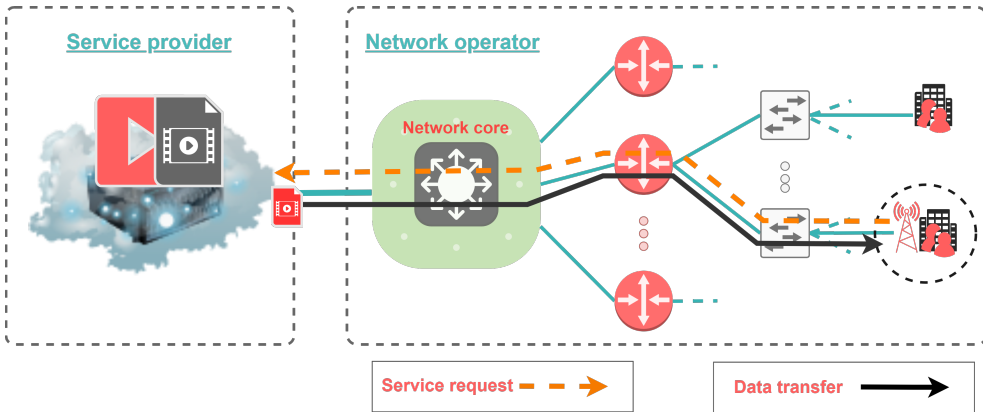 Service provider
Network operator
Network core
Service request
Data transfer